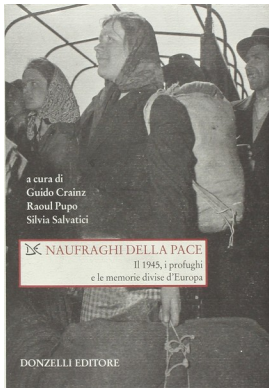 a cura di
Guido Crainz
Raoul Pupo
Silvia Salvatici
NAUFRAGHI DELLA PACE
Il 1945, i profughi
e le memorie divise d'Europa
DONZELLI EDITORE